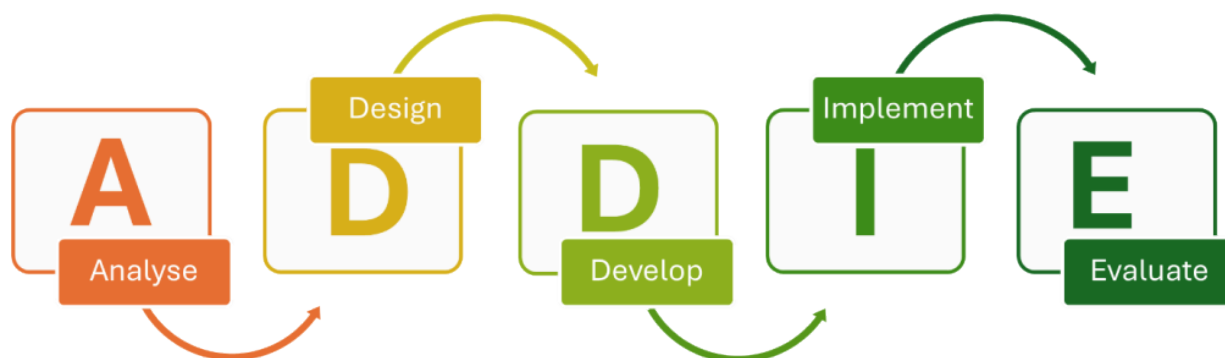 A
Analyse
Design
D
D
Develop
Implement
I
E
Evaluate